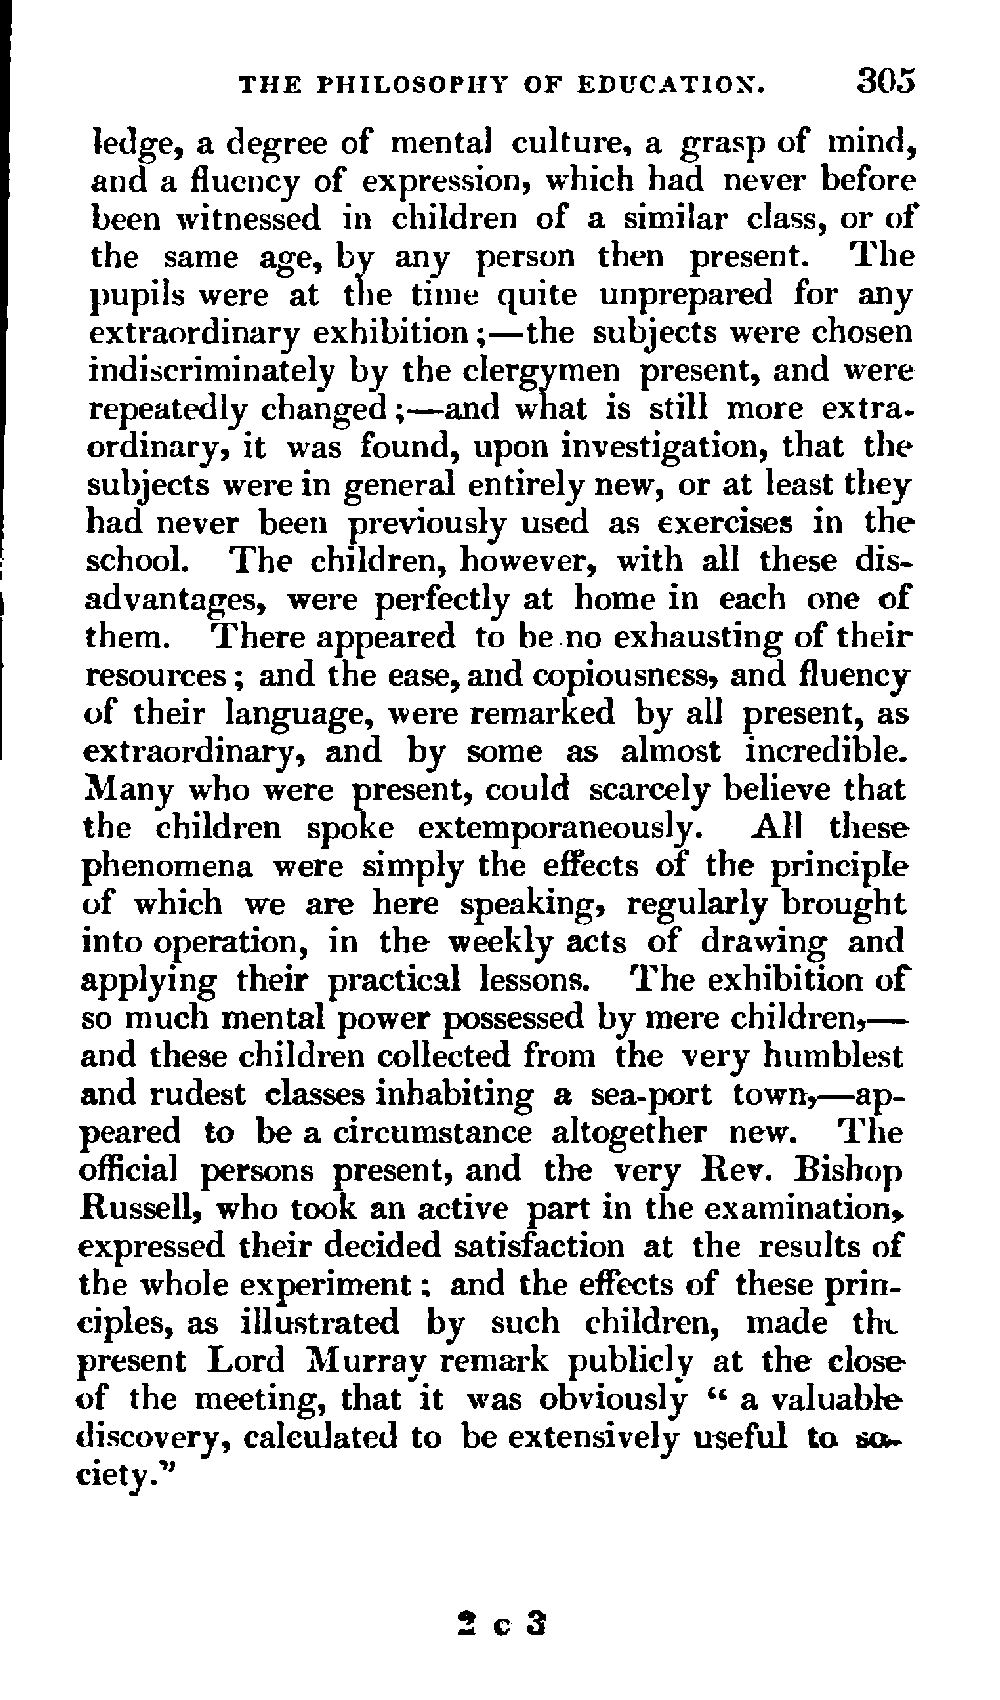 THE PHILOSOPHY OF EDUCATION. 305
ledge, a degree of mental culture, a grasp of mind,
and a fluency of expression, which had never before
been witnessed in children of a similar class, or of
the same age, by any person then present. The
pupils were at the time quite unprepared for any
extraordinary exhibition;—the subjects were chosen
indiscriminately by the clergymen present, and were
repeatedly changed;—and what is still more extra-
ordinary, it was found, upon investigation, that the
subjects were in general entirely new, or at least they
had never been previously used as exercises in the
school. The children, however, with all these dis-
advantages, were perfectly at home in each one of
them. There appeared to be no exhausting of their
resources; and the ease, and copiousness, and fluency
of their language, were remarked by all present, as
extraordinary, and by some as almost incredible.
Many who were present, could scarcely believe that
the children spoke extemporaneously. All these
phenomena were simply the effects of the principle
of which we are here speaking, regularly brought
into operation, in the weekly acts of drawing and
applying their practical lessons. The exhibition of
so much mental power possessed by mere children,—
and these children collected from the very humblest
and rudest classes inhabiting a sea-port town,—ap-
peared to be a circumstance altogether new. The
official persons present, and the very Rev. Bishop
Russell, who took an active part in the examination,
expressed their decided satisfaction at the results of
the whole experiment; and the effects of these prin-
ciples, as illustrated by such children, made the
present Lord Murray remark publicly at the close
of the meeting, that it was obviously “a valuable
discovery, calculated to be extensively useful to so-
ciety.”
2 c 3